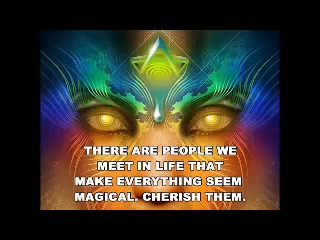 THERE ARE PEOPLE WE
MEET IN LIFE THAT
MAKE EVERYTHING SEEM
MAGICAL. CHERISH THEM.